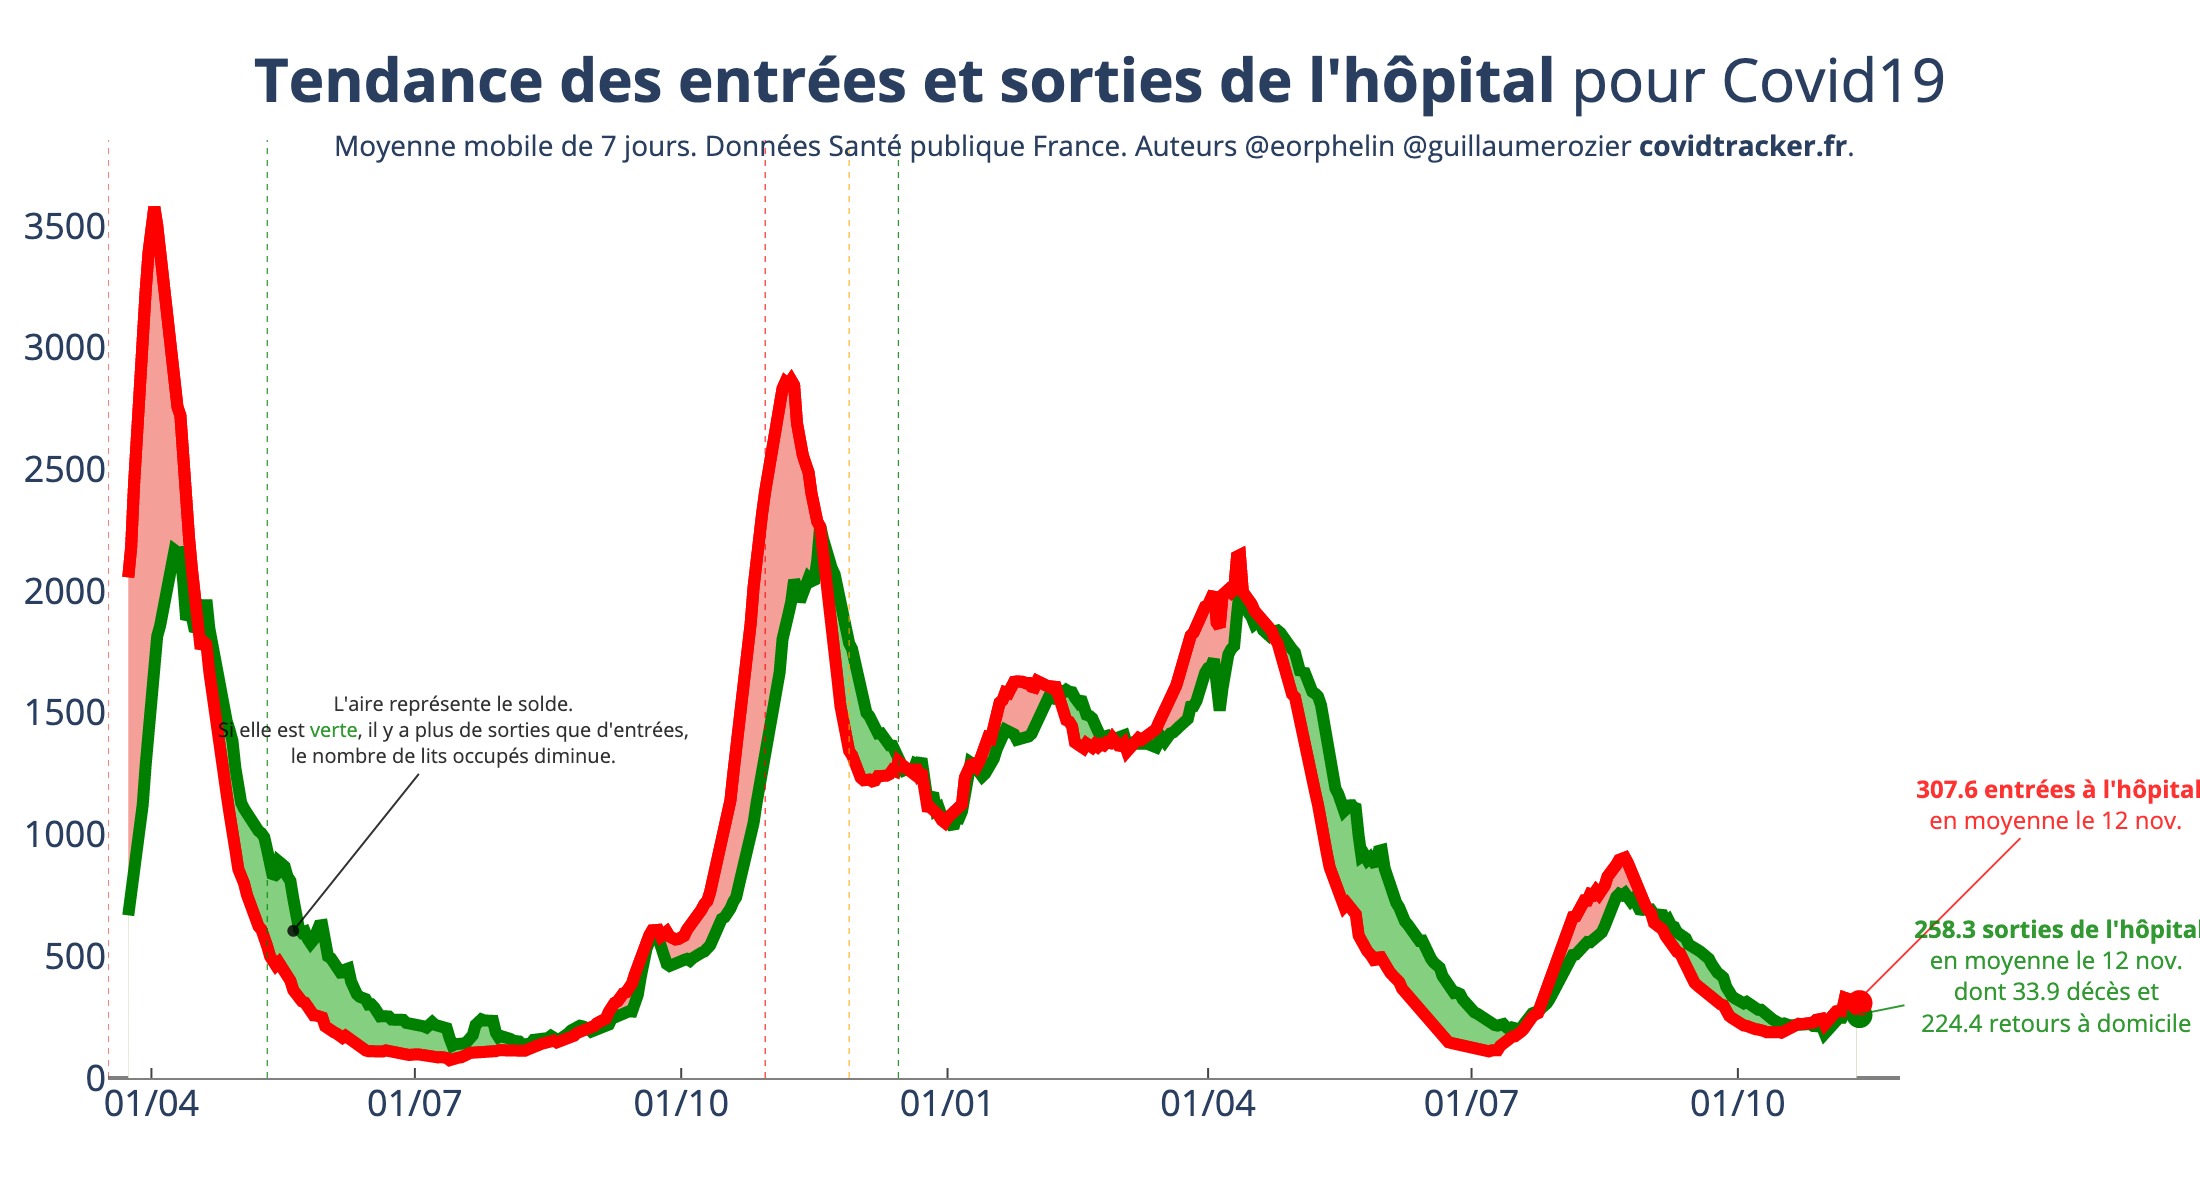 Tendance des entrées et sorties de l'hôpital pour Covid19
Moyenne mobile de 7 jours. Données Santé publique France. Auteurs @eorphelin @guillaumerozier covidtracker.fr.
3500
3000
2500
2000
1500
1000
500
0
L'aire représente le solde.
Si elle est verte, il y a plus de sorties que d'entrées,
le nombre de lits occupés diminue.
307.6 entrées à l'hôpital
en moyenne le 12 nov.
258.3 sorties de l'hôpital
en moyenne le 12 nov.
dont 33.9 décès et
224.4 retours à domicile
01/04
01/07
01/10
01/01
01/04
01/07
01/10